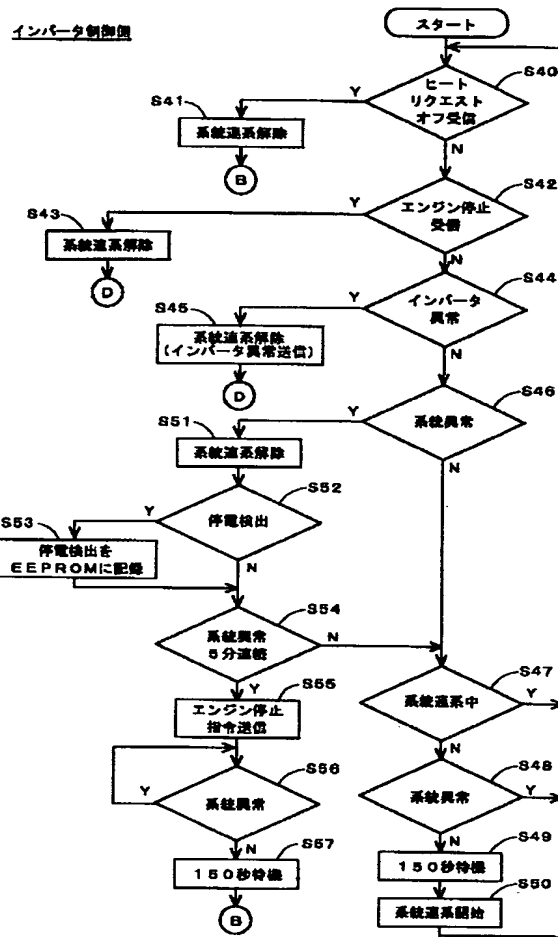 インバータ制御側
スタート
S40
ヒート
リクエスト
オフ受信
Y
N
S41
系統連系解除
B
S42
エンジン停止
受信
Y
N
S43
系統連系解除
D
S44
インバータ
異常
Y
N
S45
系統連系解除
(インバータ異常送信)
D
S46
系統異常
Y
N
S51
系統連系解除
S52
停電検出
Y
N
S53
停電検出を
EEPROMに記録
S54
系統異常
5分連続
N
Y
S55
エンジン停止
指令送信
S56
系統異常
Y
N
S57
150秒待機
B
S47
系統連系中
Y
N
S48
系統異常
Y
N
S49
150秒待機
S50
系統連系開始